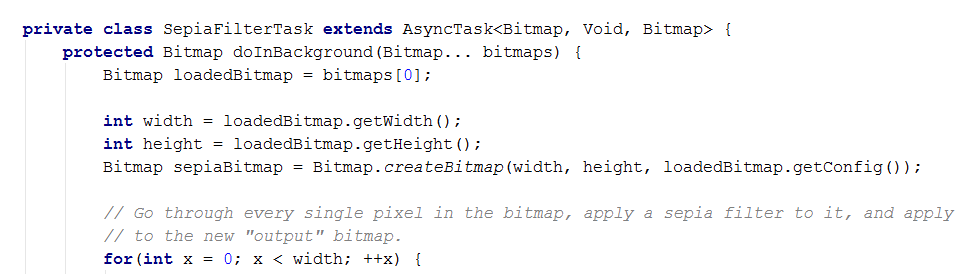 private class SepiaFilterTask extends AsyncTask<Bitmap, Void, Bitmap> {
protected Bitmap doInBackground(Bitmap... bitmaps) {
Bitmap loadedBitmap = bitmaps[0];
int width = loadedBitmap.getWidth();
int height = loadedBitmap.getHeight();
Bitmap sepiaBitmap = Bitmap.createBitmap(width, height, loadedBitmap.getConfig());
// Go through every single pixel in the bitmap, apply a sepia filter to it, and apply
// to the new "output" bitmap.
for(int x = 0; x < width; ++x) {